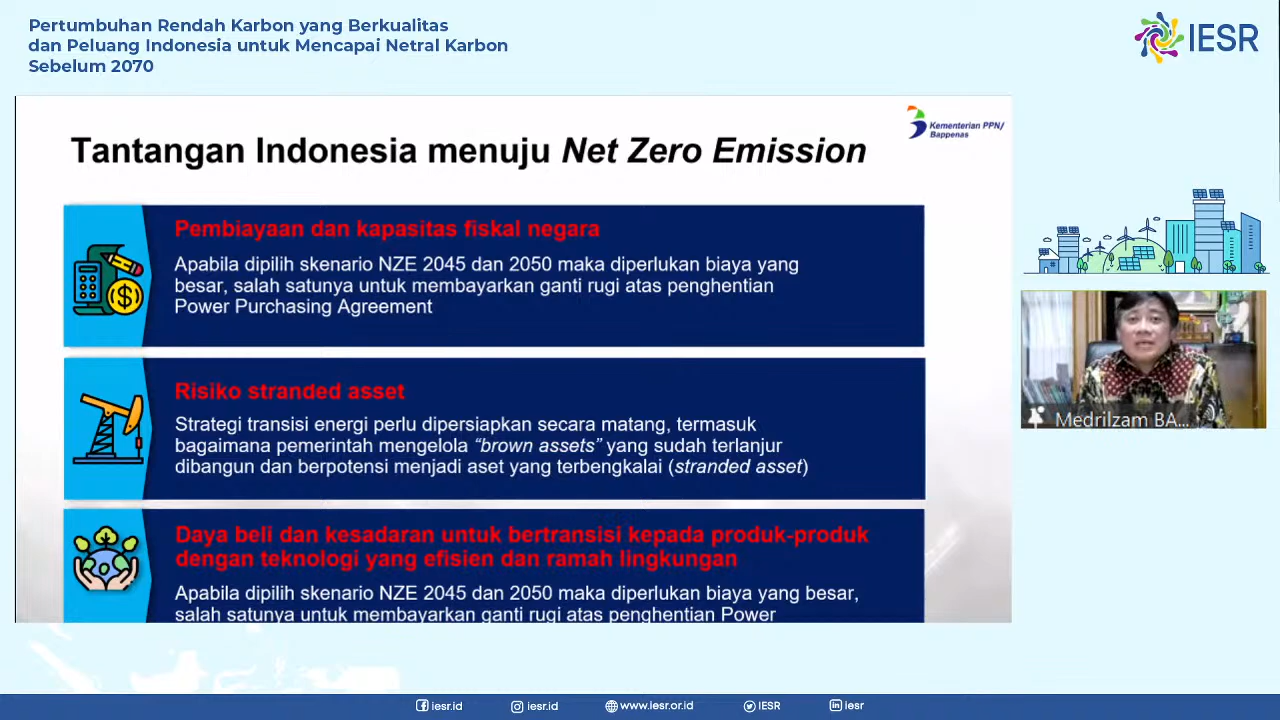 Pertumbuhan Rendah Karbon yang Berkualitas
dan Peluang Indonesia untuk Mencapai Netral Karbon
Sebelum 2070
IESR
Kementerian PPN/
Bappenas
Tantangan Indonesia menuju Net Zero Emission
Pembiayaan dan kapasitas fiskal negara
Apabila dipilih skenario NZE 2045 dan 2050 maka diperlukan biaya yang
besar, salah satunya untuk membayarkan ganti rugi atas penghentian
Power Purchasing Agreement
Risiko stranded asset
Strategi transisi energi perlu dipersiapkan secara matang, termasuk
bagaimana pemerintah mengelola “brown assets” yang sudah terlanjur
dibangun dan berpotensi menjadi aset yang terbengkalai (stranded asset)
Daya beli dan kesadaran untuk bertransisi kepada produk-produk
dengan teknologi yang efisien dan ramah lingkungan
Apabila dipilih skenario NZE 2045 dan 2050 maka diperlukan biaya yang besar,
salah satunya untuk membayarkan ganti rugi atas penghentian Power
Medrilzam BA...
iesr.id
iesr.id
www.iesr.or.id
IESR
iesr